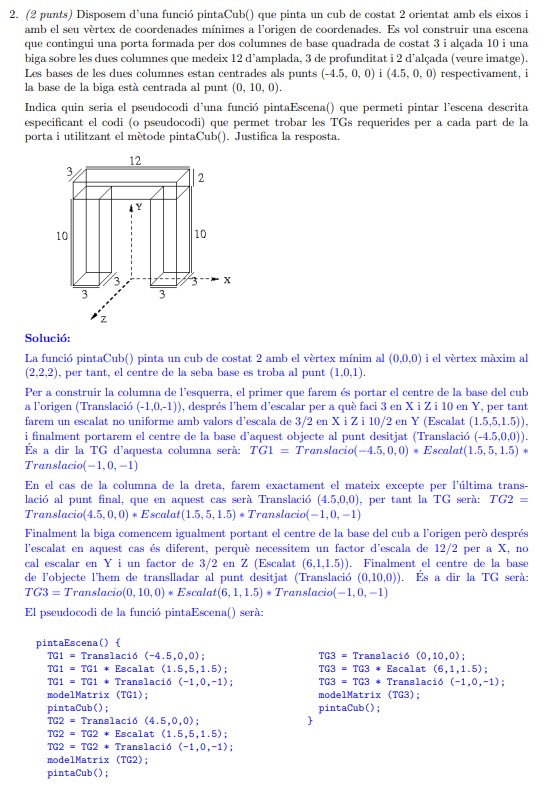 2. (2 punts) Disposem d'una funció pintaCub() que pinta un cub de costat 2 orientat amb els eixos i
amb el seu vèrtex de coordenades mínimes a l'origen de coordenades. Es vol construir una escena
que contingui una porta formada per dos columnes de base quadrada de costat 3 i alçada 10 i una
biga sobre les dues columnes que medeix 12 d'amplada, 3 de profunditat i 2 d'alçada (veure imatge).
Les bases de les dues columnes estan centrades als punts (-4.5, 0, 0) i (4.5, 0, 0) respectivament, i
la base de la biga està centrada al punt (0, 10, 0).
Indica quin seria el pseudocodi d'una funció pintaEscena() que permeti pintar l'escena descrita
especificant el codi (o pseudocodi) que permet trobar les TGs requerides per a cada part de la
porta i utilitzant el mètode pintaCub(). Justifica la resposta.
12
3
2
Y
10
10
3
3
X
3
3
Z
Solució:
La funció pintaCub() pinta un cub de costat 2 amb el vèrtex mínim al (0,0,0) i el vèrtex màxim al
(2,2,2), per tant, el centre de la seba base es troba al punt (1,0,1).
Per a construir la columna de l'esquerra, el primer que farem és portar el centre de la base del cub
a l'origen (Translació (-1,0,-1)), després l'hem d'escalar per a què faci 3 en X i Z i 10 en Y, per tant
farem un escalat no uniforme amb valors d'escala de 3/2 en X i Z i 10/2 en Y (Escalat (1.5,5,1.5)),
i finalment portarem el centre de la base d'aquest objecte al punt desitjat (Translació (-4.5,0,0)).
És a dir la TG d'aquesta columna serà: TG1 = Translacio(−4.5, 0, 0) ∗ Escalat(1.5, 5, 1.5) ∗
Translacio(−1, 0, −1)
En el cas de la columna de la dreta, farem exactament el mateix excepte per l'última trans-
lació al punt final, que en aquest cas serà Translació (4.5,0,0), per tant la TG serà: TG2 =
Translacio(4.5, 0, 0) ∗ Escalat(1.5, 5, 1.5) ∗ Translacio(−1, 0, −1)
Finalment la biga comencem igualment portant el centre de la base del cub a l'origen però després
l'escalat en aquest cas és diferent, perquè necessitem un factor d'escala de 12/2 per a X, no
cal escalar en Y i un factor de 3/2 en Z (Escalat (6,1,1.5)). Finalment el centre de la base
de l'objecte l'hem de translladar al punt desitjat (Translació (0,10,0)). És a dir la TG serà:
TG3 = Translacio(0, 10, 0) ∗ Escalat(6, 1, 1.5) ∗ Translacio(−1, 0, −1)
El pseudocodi de la funció pintaEscena() serà:
pintaEscena() {
TG1 = Translació (-4.5,0,0);
TG1 = TG1 * Escalat (1.5,5,1.5);
TG1 = TG1 * Translació (-1,0,-1);
modelMatrix (TG1);
pintaCub();
TG2 = Translació (4.5,0,0);
TG2 = TG2 * Escalat (1.5,5,1.5);
TG2 = TG2 * Translació (-1,0,-1);
modelMatrix (TG2);
pintaCub();
TG3 = Translació (0,10,0);
TG3 = TG3 * Escalat (6,1,1.5);
TG3 = TG3 * Translació (-1,0,-1);
modelMatrix (TG3);
pintaCub();
}